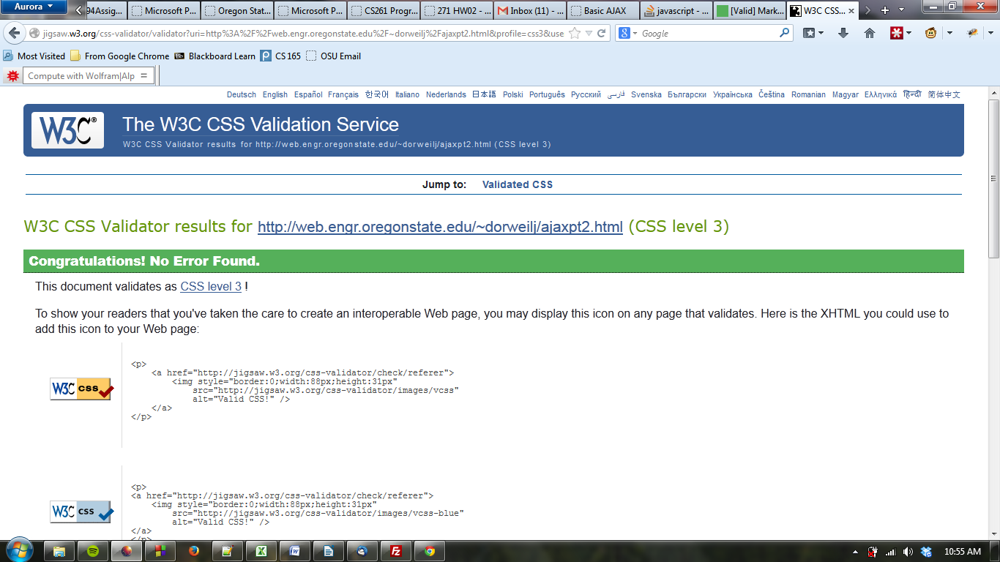 Aurora
94Assig...
Microsoft P...
Oregon Stat...
Microsoft P...
CS261 Progr...
271 HW02 - ...
Inbox (11) - ...
Basic AJAX
javascript - ...
[Valid] Mark...
W3C CSS...
jigsaw.w3.org/css-validator/validator?uri=http%3A%2F%2Fweb.engr.oregonstate.edu%2F~dorweilj%2Fajaxpt2.html&profile=css3&use
Google
Most Visited From Google Chrome Blackboard Learn CS 165 OSU Email
Compute with Wolfram|Alp =
Deutsch English Español Français 한국어 Italiano Nederlands 日本語 Polski Português Русский فارسی Svenska Български Українська Čeština Romanian Magyar Ελληνικά हिन्दी 简体中文
W3C® The W3C CSS Validation Service
W3C CSS Validator results for http://web.engr.oregonstate.edu/~dorweilj/ajaxpt2.html (CSS level 3)
Jump to: Validated CSS
W3C CSS Validator results for http://web.engr.oregonstate.edu/~dorweilj/ajaxpt2.html (CSS level 3)
Congratulations! No Error Found.
This document validates as CSS level 3 !
To show your readers that you've taken the care to create an interoperable Web page, you may display this icon on any page that validates. Here is the XHTML you could use to
add this icon to your Web page:
W3C css
<p>
<a href="http://jigsaw.w3.org/css-validator/check/referer">
<img style="border:0;width:88px;height:31px"
src="http://jigsaw.w3.org/css-validator/images/vcss"
alt="Valid CSS!" />
</a>
</p>
W3C css
<p>
<a href="http://jigsaw.w3.org/css-validator/check/referer">
<img style="border:0;width:88px;height:31px"
src="http://jigsaw.w3.org/css-validator/images/vcss-blue"
alt="Valid CSS!" />
</a>
</p>
10:55 AM